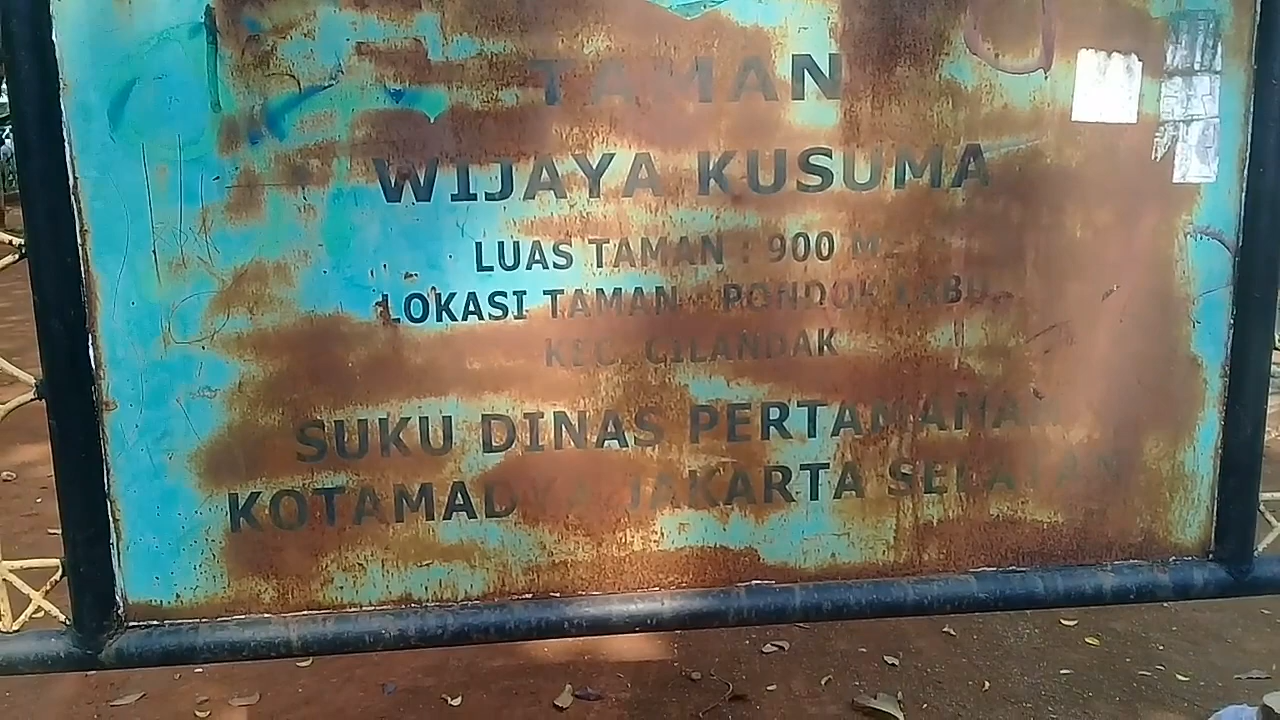 TAMAN
WIJAYA KUSUMA
LUAS TAMAN : 900 M
LOKASI TAMAN : PONDOK LABU
KEC. CILANDAK
SUKU DINAS PERTAMANAN
KOTAMADYA JAKARTA SELATAN